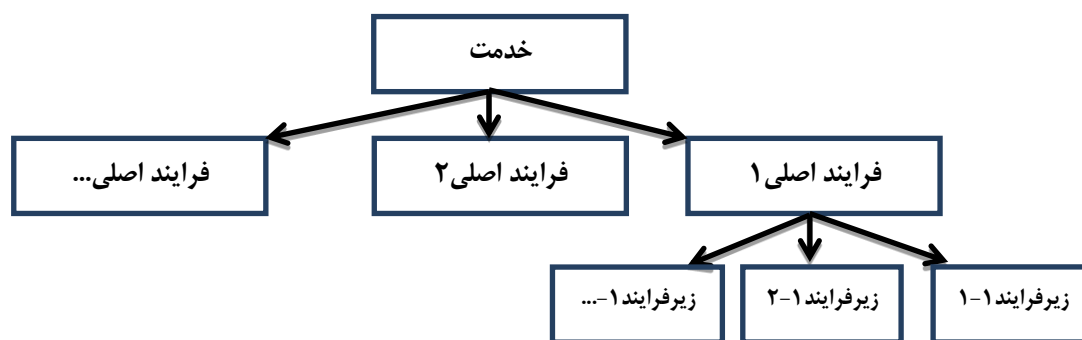 خدمت
فرایند اصلی۱
فرایند اصلی۲
فرایند اصلی...
زیرفرایند۱-۱
زیرفرایند۱-۲
زیرفرایند۱-...